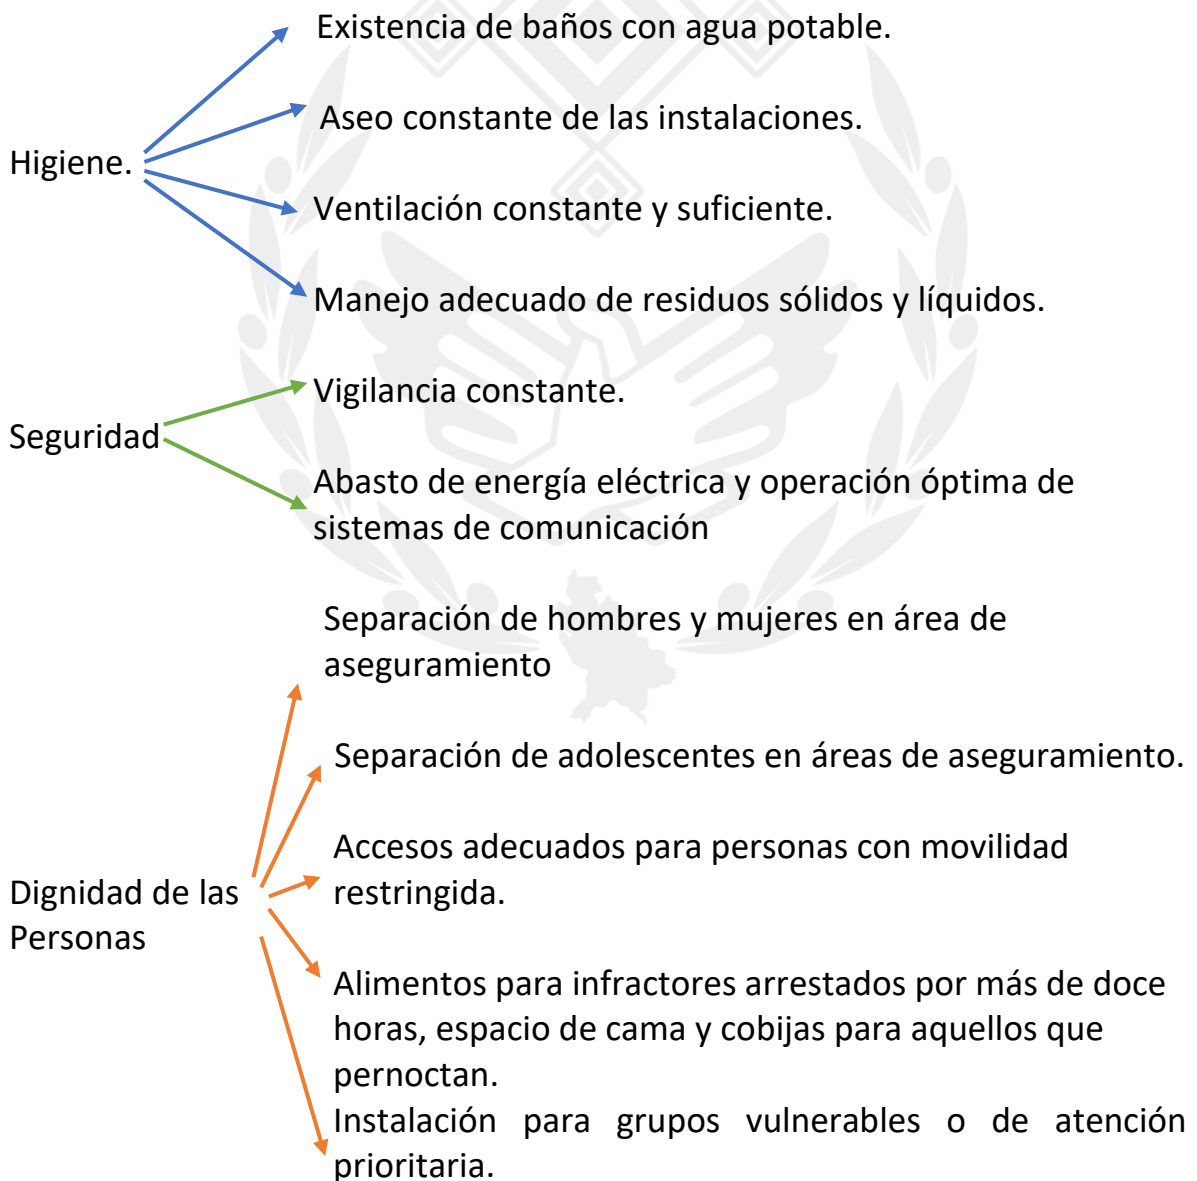 Existencia de baños con agua potable.
Aseo constante de las instalaciones.
Higiene.
Ventilación constante y suficiente.
Manejo adecuado de residuos sólidos y líquidos.
Vigilancia constante.
Seguridad
Abasto de energía eléctrica y operación óptima de
sistemas de comunicación
Separación de hombres y mujeres en área de
aseguramiento
Separación de adolescentes en áreas de aseguramiento.
Accesos adecuados para personas con movilidad
restringida.
Dignidad de las
Personas
Alimentos para infractores arrestados por más de doce
horas, espacio de cama y cobijas para aquellos que
pernoctan.
Instalación para grupos vulnerables o de atención
prioritaria.